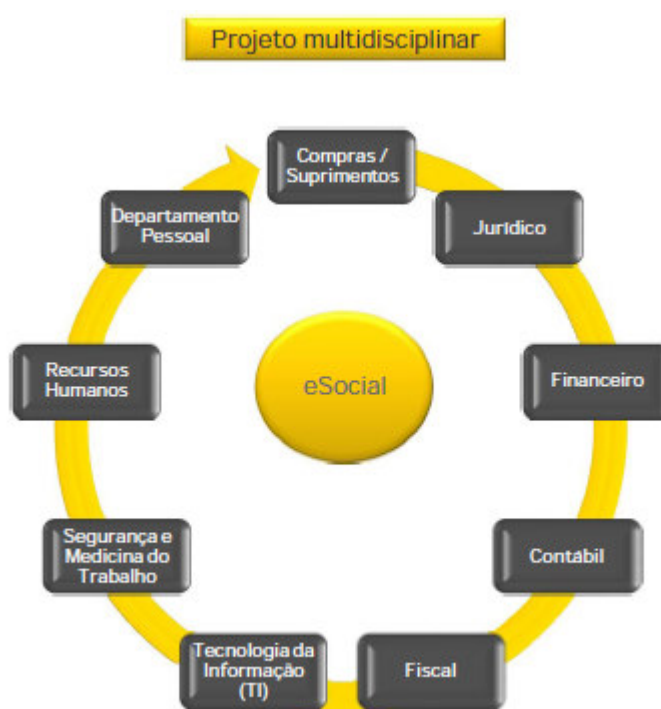 Projeto multidisciplinar
Compras /
Suprimentos
Jurídico
Financeiro
Contábil
Fiscal
Tecnologia da
Informação
(TI)
Segurança e
Medicina do
Trabalho
Recursos
Humanos
Departamento
Pessoal
eSocial